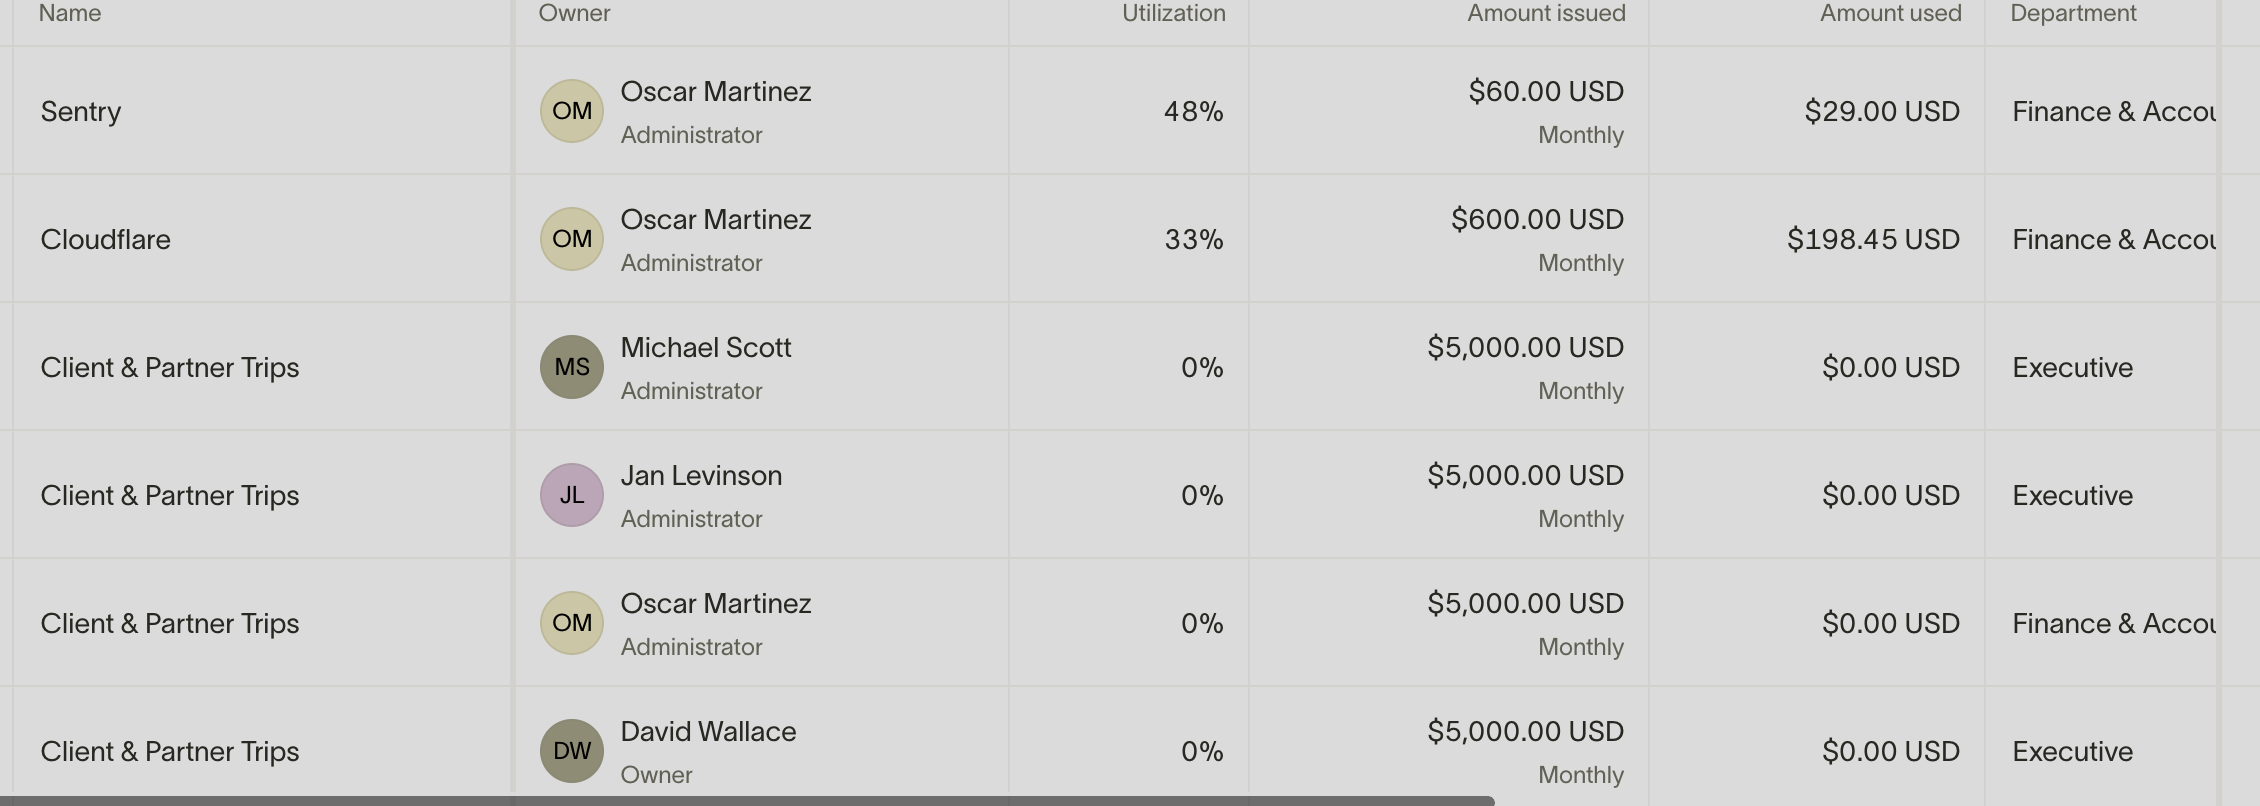 Name Owner Utilization Amount issued Amount used Department
Sentry OM Oscar Martinez Administrator 48% $60.00 USD Monthly $29.00 USD Finance & Accou
Cloudflare OM Oscar Martinez Administrator 33% $600.00 USD Monthly $198.45 USD Finance & Accou
Client & Partner Trips MS Michael Scott Administrator 0% $5,000.00 USD Monthly $0.00 USD Executive
Client & Partner Trips JL Jan Levinson Administrator 0% $5,000.00 USD Monthly $0.00 USD Executive
Client & Partner Trips OM Oscar Martinez Administrator 0% $5,000.00 USD Monthly $0.00 USD Finance & Accou
Client & Partner Trips DW David Wallace Owner 0% $5,000.00 USD Monthly $0.00 USD Executive